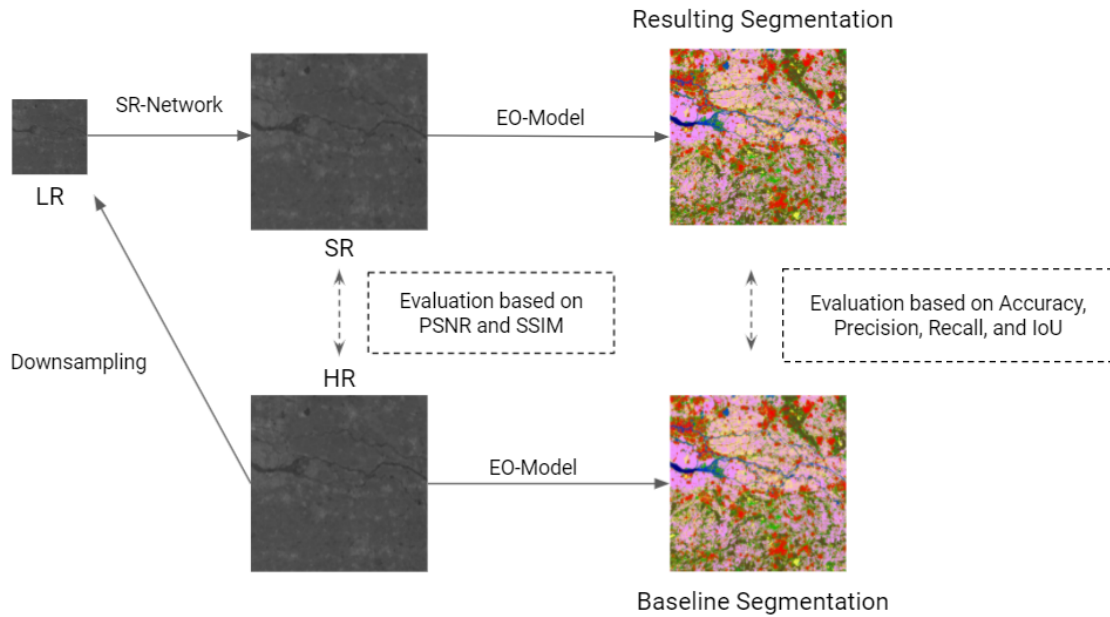 Resulting Segmentation
SR-Network
EO-Model
LR
SR
Evaluation based on
PSNR and SSIM
Evaluation based on Accuracy,
Precision, Recall, and IoU
Downsampling
HR
EO-Model
Baseline Segmentation